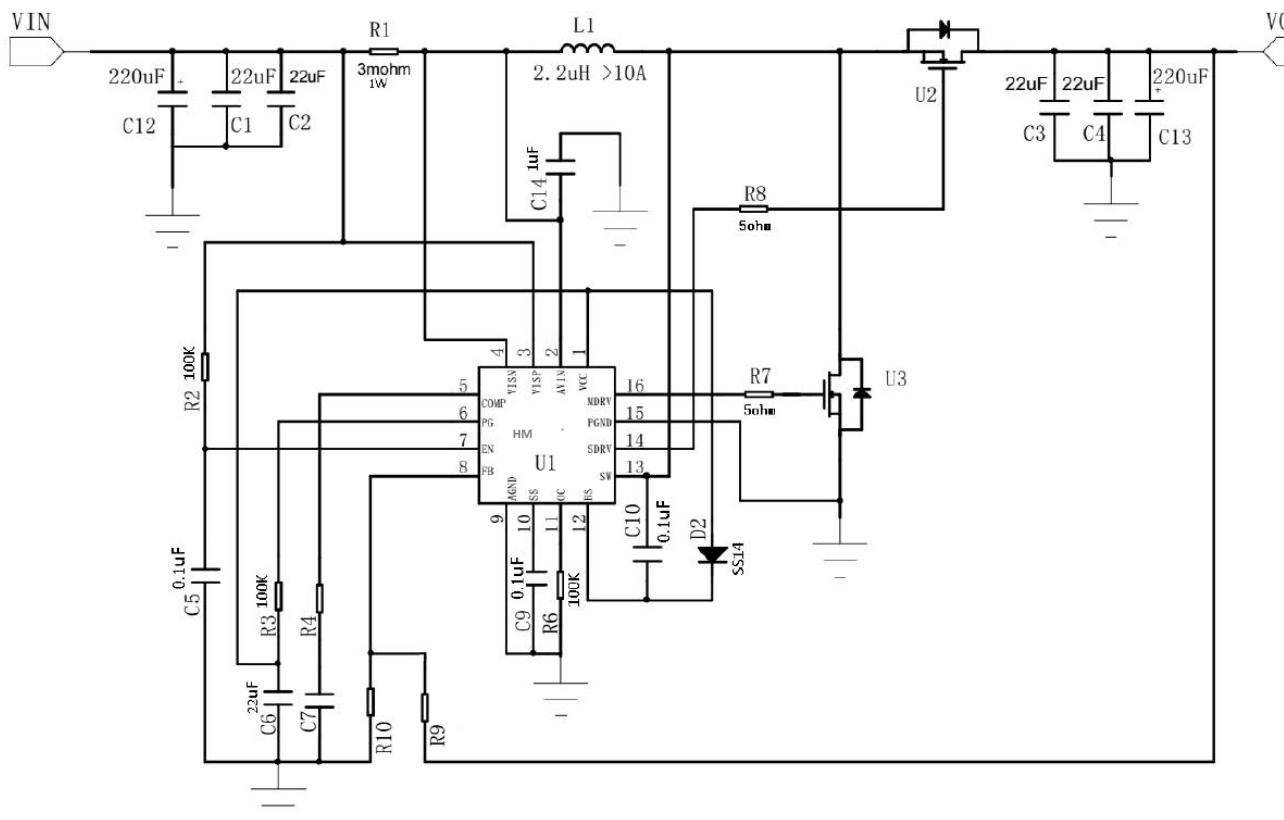 VIN
R1
L1
VO
3mohm
1W
2.2uH >10A
220uF
+
22uF
22uF
C12
C1
C2
U2
22uF
22uF
220uF
+
C3
C4
C13
1uF
C14
R8
5ohm
100K
R2
4
3
2
1
VISN
VISP
AVIN
VCC
R7
5ohm
U3
5
COMP
NDRV
16
6
PG
PGND
15
7
EN
SDRV
14
8
FB
SW
13
HM
U1
AGND
SS
OC
BS
9
10
11
12
C10
0.1uF
D2
SS14
0.1uF
C5
100K
R3
R4
0.1uF
C9
100K
R6
22uF
C6
C7
R10
R9